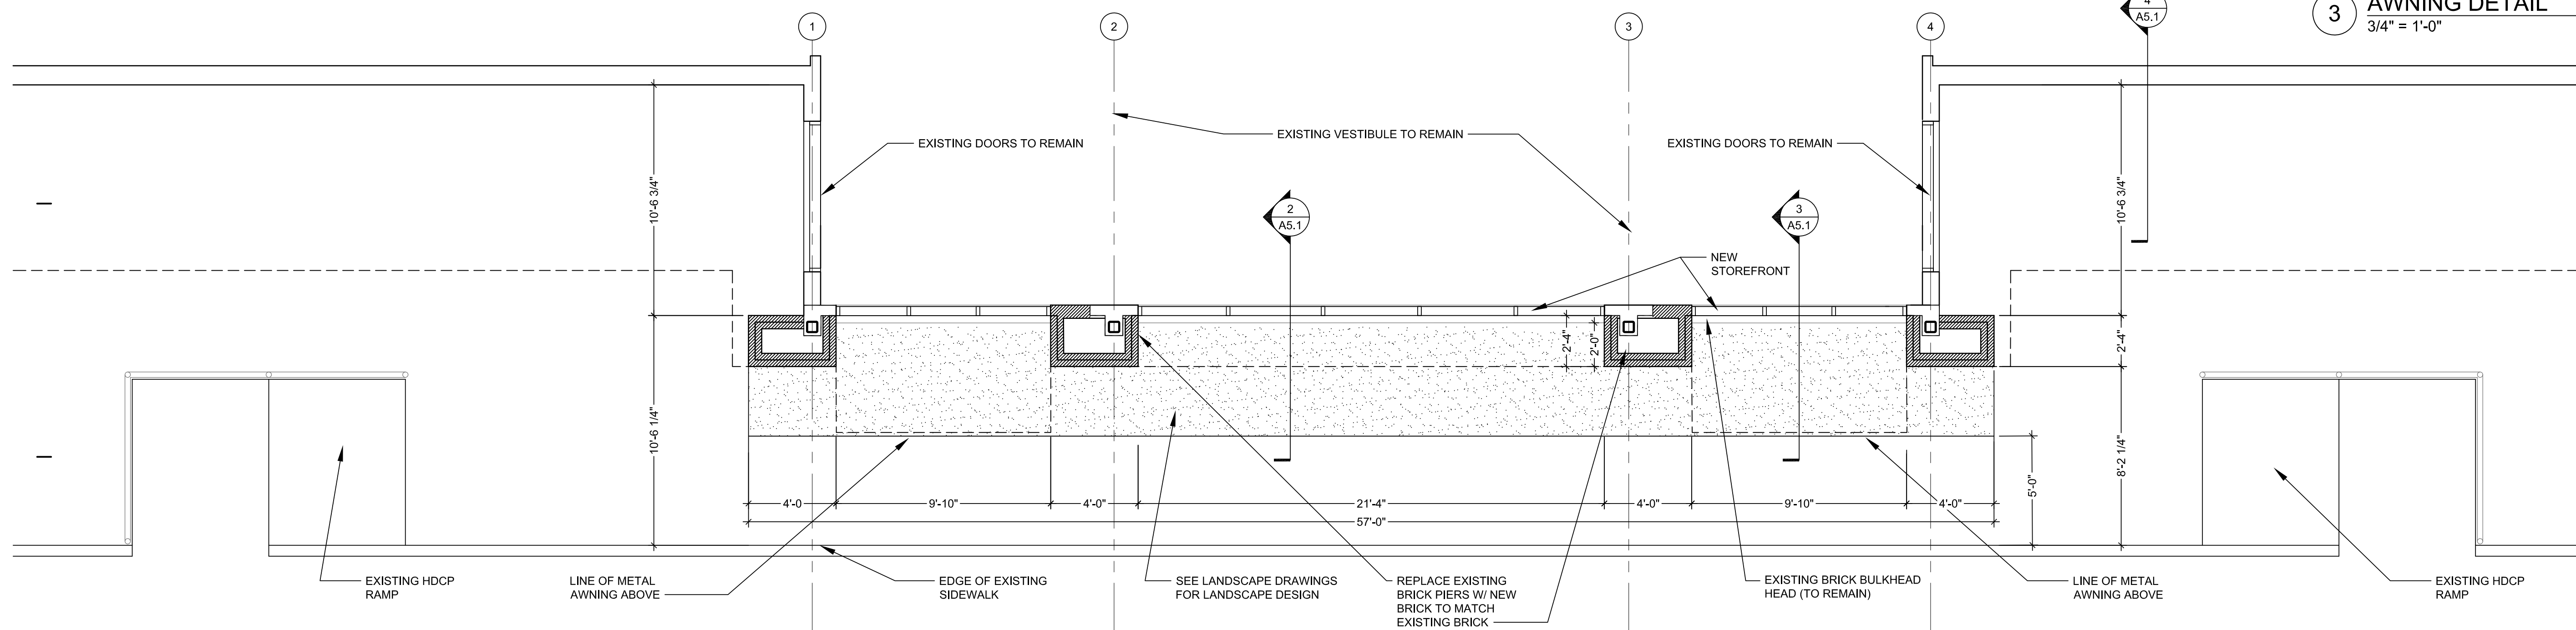 1
2
3
4
4
A5.1
3
AWNING DETAIL
3/4" = 1'-0"
EXISTING DOORS TO REMAIN
EXISTING VESTIBULE TO REMAIN
EXISTING DOORS TO REMAIN
10'-6 3/4"
10'-6 3/4"
2
A5.1
3
A5.1
NEW
STOREFRONT
2'-4"
2'-0"
2'-4"
10'-6 1/4"
8'-2 1/4"
5'-0"
4'-0
9'-10"
4'-0"
21'-4"
4'-0"
9'-10"
4'-0"
57'-0"
EXISTING HDCP
RAMP
LINE OF METAL
AWNING ABOVE
EDGE OF EXISTING
SIDEWALK
SEE LANDSCAPE DRAWINGS
FOR LANDSCAPE DESIGN
REPLACE EXISTING
BRICK PIERS W/ NEW
BRICK TO MATCH
EXISTING BRICK
EXISTING BRICK BULKHEAD
HEAD (TO REMAIN)
LINE OF METAL
AWNING ABOVE
EXISTING HDCP
RAMP